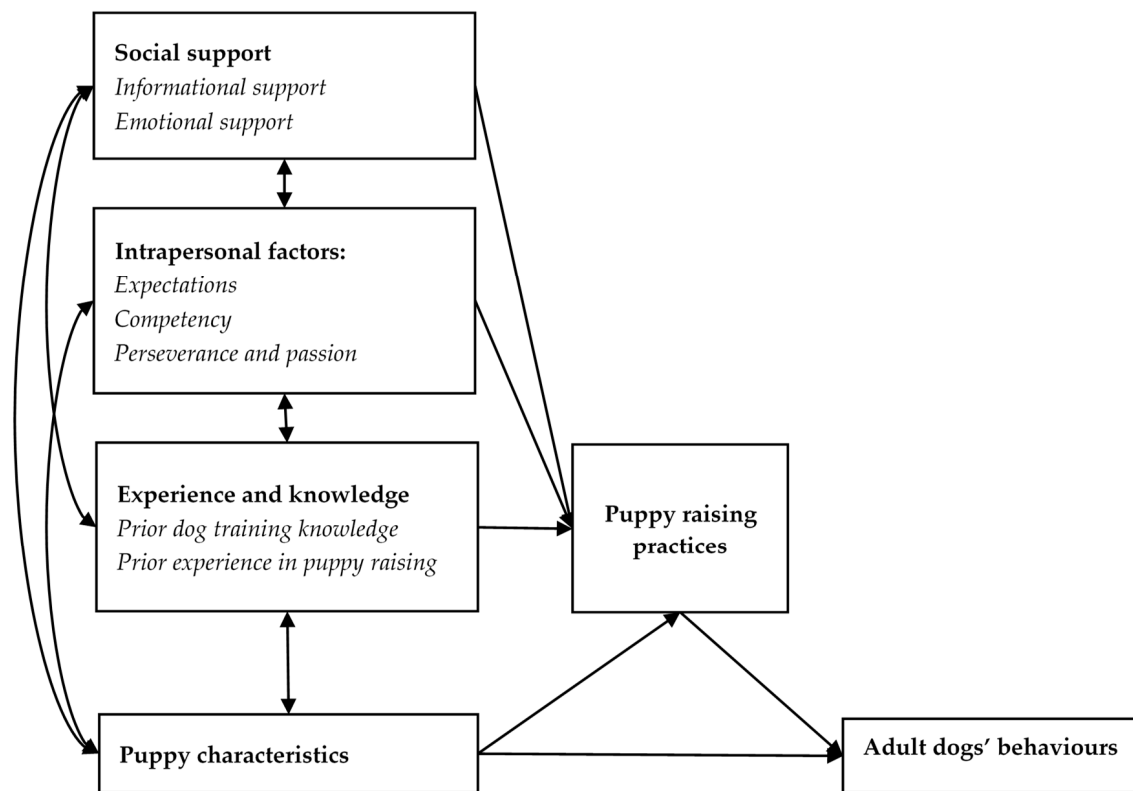 Social support
Informational support
Emotional support
Intrapersonal factors:
Expectations
Competency
Perseverance and passion
Experience and knowledge
Prior dog training knowledge
Prior experience in puppy raising
Puppy raising
practices
Puppy characteristics
Adult dogs’ behaviours